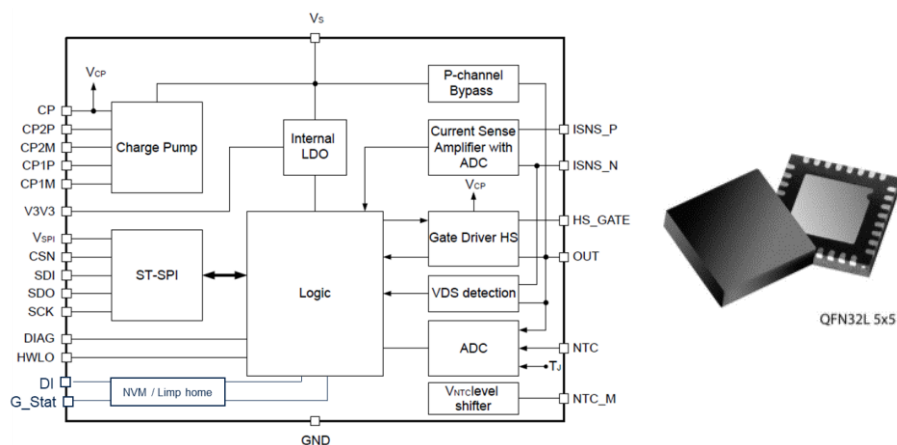 VS
VCP
CP
CP2P
CP2M
CP1P
CP1M
V3V3
VSPI
CSN
SDI
SDO
SCK
DIAG
HWLO
DI
G_Stat
Charge Pump
ST-SPI
NVM / Limp home
Internal
LDO
Logic
P-channel
Bypass
Current Sense
Amplifier with
ADC
VCP
Gate Driver HS
VDS detection
ADC
TJ
VNTClevel
shifter
ISNS_P
ISNS_N
HS_GATE
OUT
NTC
NTC_M
GND
QFN32L 5x5